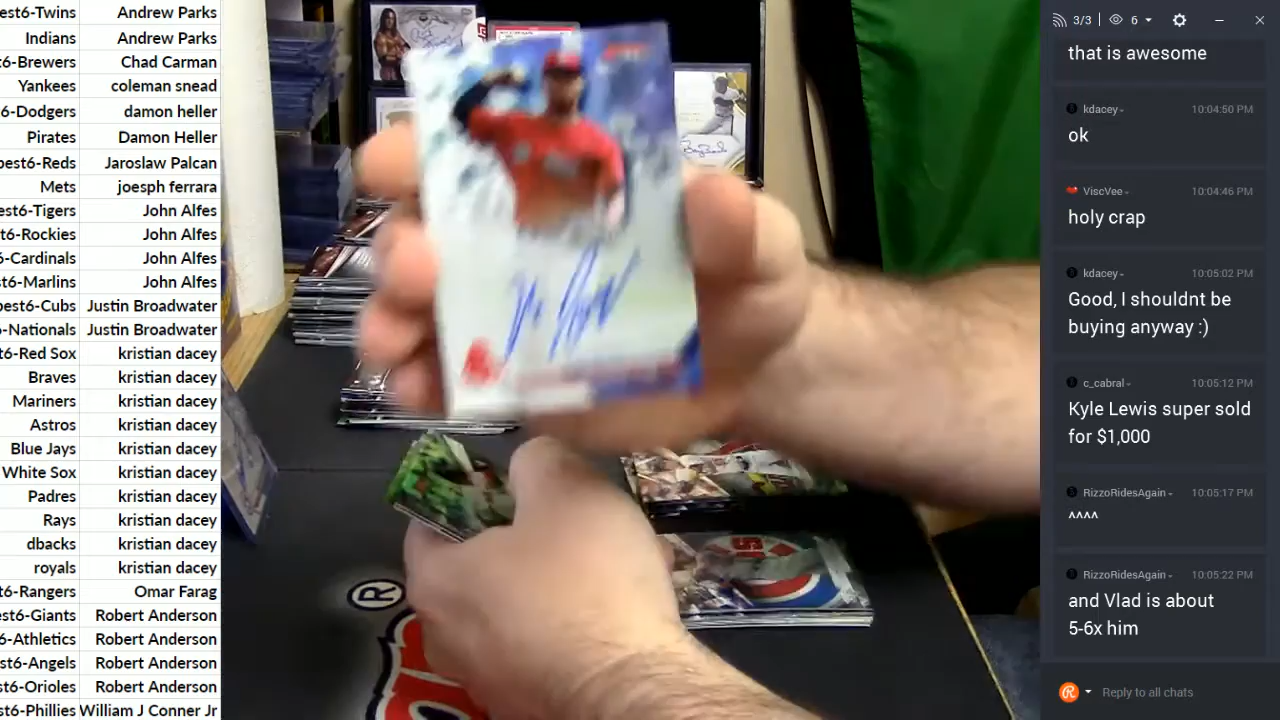 est6-Twins Andrew Parks
Indians Andrew Parks
t6-Brewers Chad Carman
Yankees coleman snead
6-Dodgers damon heller
Pirates Damon Heller
pest6-Reds Jaroslaw Palcan
Mets joesph ferrara
est6-Tigers John Alfes
t6-Rockies John Alfes
-Cardinals John Alfes
st6-Marlins John Alfes
pest6-Cubs Justin Broadwater
6-Nationals Justin Broadwater
st6-Red Sox kristian dacey
Braves kristian dacey
Mariners kristian dacey
Astros kristian dacey
Blue Jays kristian dacey
White Sox kristian dacey
Padres kristian dacey
Rays kristian dacey
dbacks kristian dacey
royals kristian dacey
t6-Rangers Omar Farag
est6-Giants Robert Anderson
6-Athletics Robert Anderson
st6-Angels Robert Anderson
st6-Orioles Robert Anderson
st6-Phillies William J Conner Jr
®
3/3 | 6
that is awesome
kdacey 10:04:50 PM
ok
ViscVee 10:04:46 PM
holy crap
kdacey 10:05:02 PM
Good, I shouldnt be
buying anyway :)
c_cabral 10:05:12 PM
Kyle Lewis super sold
for $1,000
RizzoRidesAgain 10:05:17 PM
^^^^
RizzoRidesAgain 10:05:22 PM
and Vlad is about
5-6x him
Reply to all chats